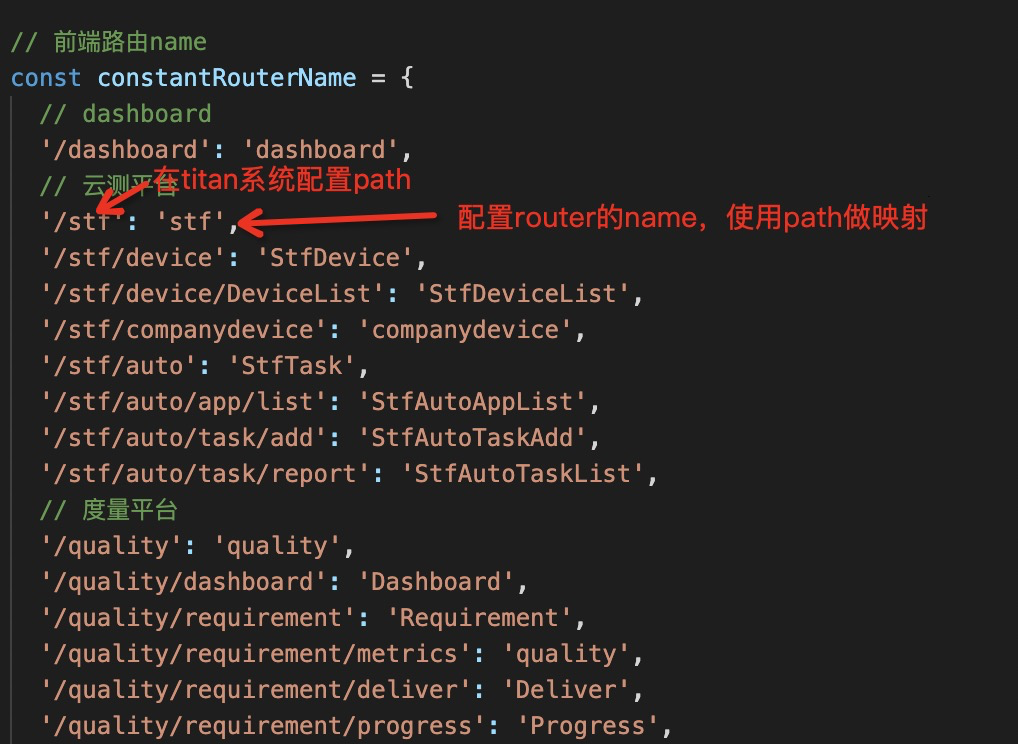 // 前端路由name
const constantRouterName = {
// dashboard
'/dashboard': 'dashboard',
在titan系统配置path
// 云测平台
'/stf': 'stf',
配置router的name，使用path做映射
'/stf/device': 'StfDevice',
'/stf/device/DeviceList': 'StfDeviceList',
'/stf/companydevice': 'companydevice',
'/stf/auto': 'StfTask',
'/stf/auto/app/list': 'StfAutoAppList',
'/stf/auto/task/add': 'StfAutoTaskAdd',
'/stf/auto/task/report': 'StfAutoTaskList',
// 度量平台
'/quality': 'quality',
'/quality/dashboard': 'Dashboard',
'/quality/requirement': 'Requirement',
'/quality/requirement/metrics': 'quality',
'/quality/requirement/deliver': 'Deliver',
'/quality/requirement/progress': 'Progress',